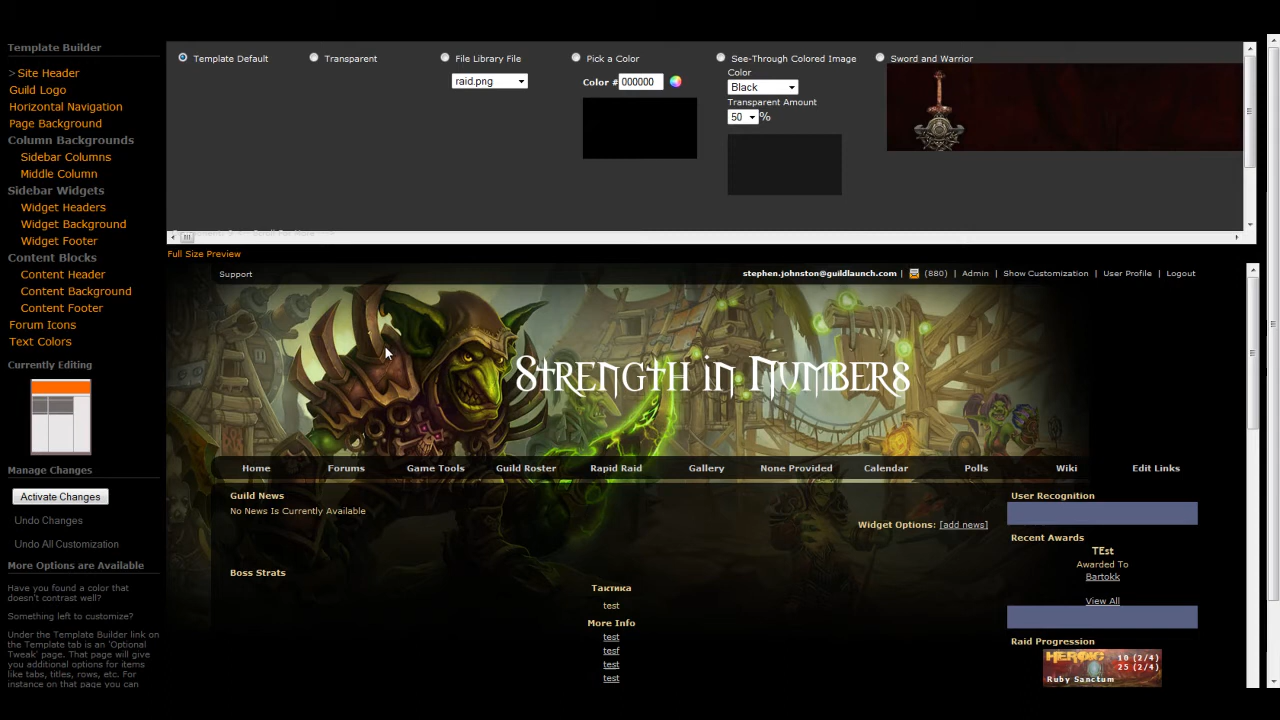 Template Builder
> Site Header
Guild Logo
Horizontal Navigation
Page Background
Column Backgrounds
Sidebar Columns
Middle Column
Sidebar Widgets
Widget Headers
Widget Background
Widget Footer
Content Blocks
Content Header
Content Background
Content Footer
Forum Icons
Text Colors
Currently Editing
Manage Changes
Activate Changes
Undo Changes
Undo All Customization
More Options are Available
Have you found a color that
doesn't contrast well?
Something left to customize?
Under the Template Builder link on
the Template tab is an 'Optional
Tweak' page. That page will give
you additional options for items
like tabs, titles, rows, etc. For
instance on that page you can
Template Default
Transparent
File Library File
raid.png
Pick a Color
Color # 000000
See-Through Colored Image
Color
Black
Transparent Amount
50 %
Sword and Warrior
Full Size Preview
Support
stephen.johnston@guildlaunch.com | (880) | Admin | Show Customization | User Profile | Logout
Strength in Numbers
Home Forums Game Tools Guild Roster Rapid Raid Gallery None Provided Calendar Polls Wiki Edit Links
Guild News
No News Is Currently Available
Widget Options: [add news]
Boss Strats
Тактика
test
More Info
test
tesf
test
test
User Recognition
Recent Awards
TEst
Awarded To
Bartokk
View All
Raid Progression
HEROIC 10 (2/4)
25 (2/4)
Ruby Sanctum